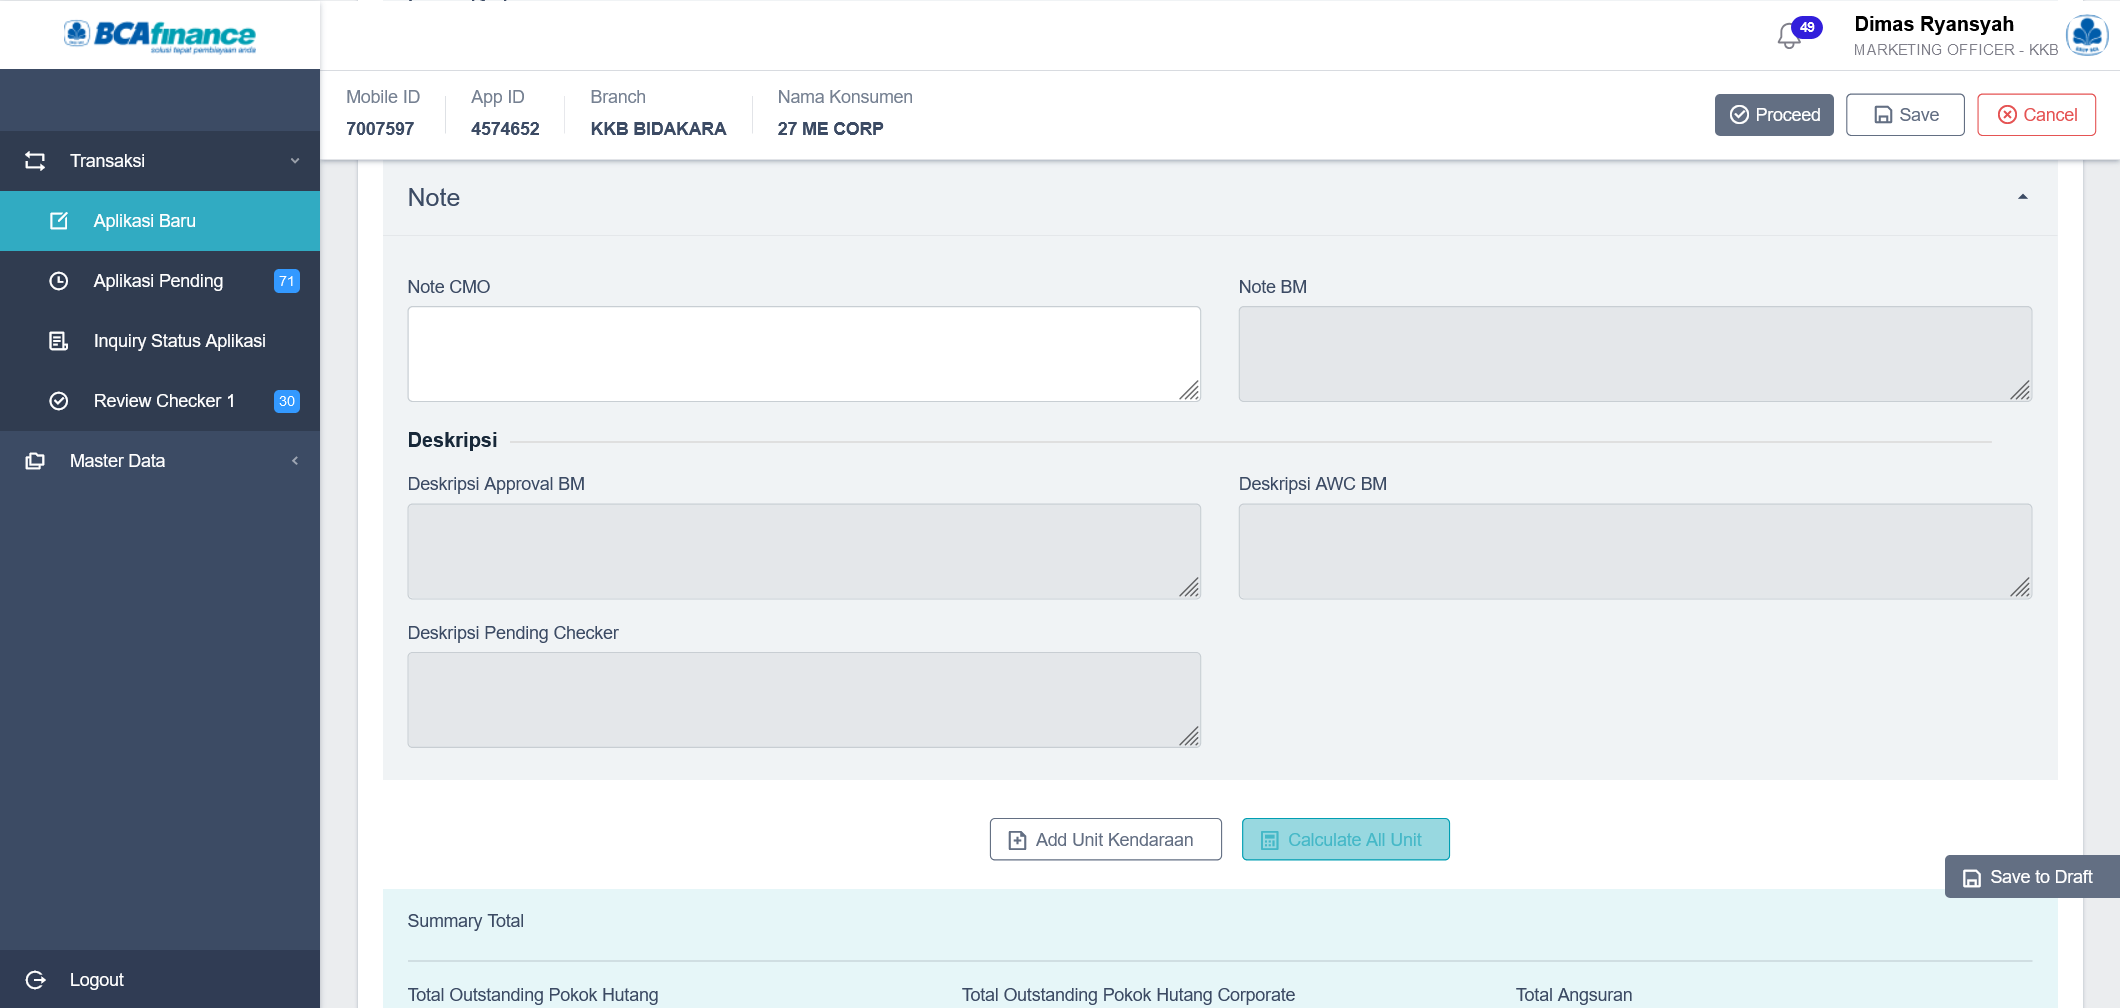 BCAfinance
solusi tepat pembiayaan anda
49
Dimas Ryansyah
MARKETING OFFICER - KKB
Mobile ID
7007597
App ID
4574652
Branch
KKB BIDAKARA
Nama Konsumen
27 ME CORP
Proceed
Save
Cancel
Transaksi
Aplikasi Baru
Aplikasi Pending
71
Inquiry Status Aplikasi
Review Checker 1
30
Master Data
Logout
Note
Note CMO
Note BM
Deskripsi
Deskripsi Approval BM
Deskripsi AWC BM
Deskripsi Pending Checker
Add Unit Kendaraan
Calculate All Unit
Save to Draft
Summary Total
Total Outstanding Pokok Hutang
Total Outstanding Pokok Hutang Corporate
Total Angsuran